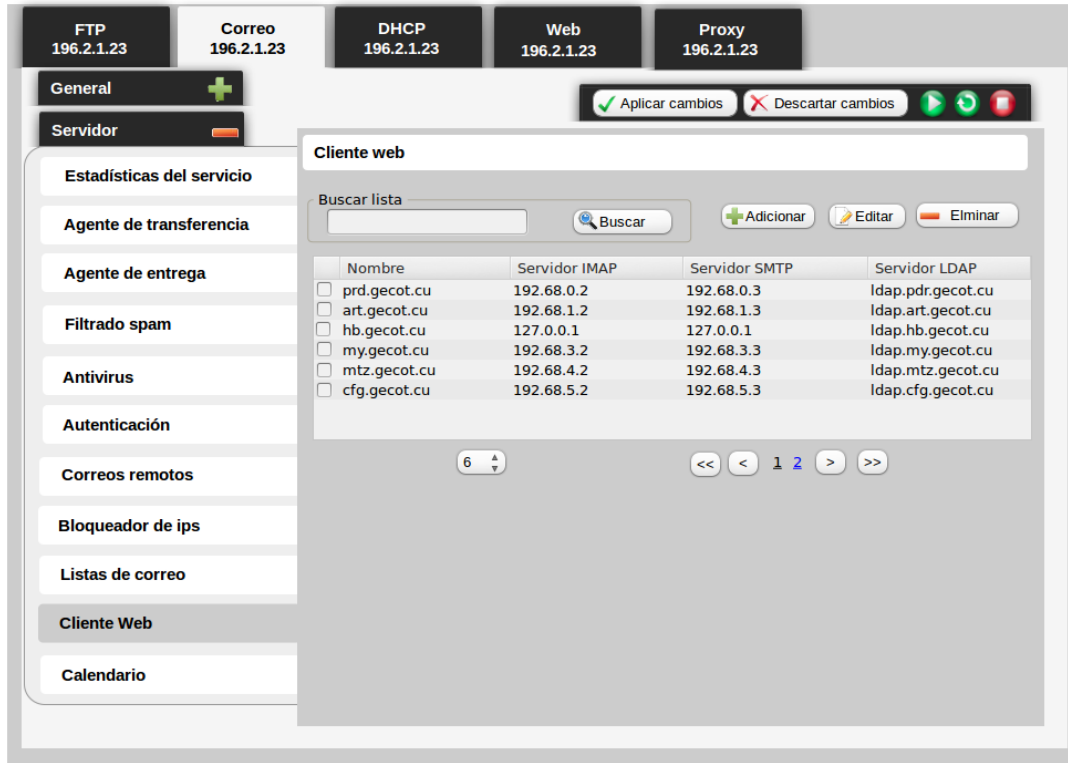 FTP
196.2.1.23
Correo
196.2.1.23
DHCP
196.2.1.23
Web
196.2.1.23
Proxy
196.2.1.23
General
Aplicar cambios
Descartar cambios
Servidor
Cliente web
Estadísticas del servicio
Agente de transferencia
Agente de entrega
Filtrado spam
Antivirus
Autenticación
Correos remotos
Bloqueador de ips
Listas de correo
Cliente Web
Calendario
Buscar lista
Buscar
Adicionar
Editar
Elminar
Nombre Servidor IMAP Servidor SMTP Servidor LDAP
prd.gecot.cu 192.68.0.2 192.68.0.3 ldap.pdr.gecot.cu
art.gecot.cu 192.68.1.2 192.68.1.3 ldap.art.gecot.cu
hb.gecot.cu 127.0.0.1 127.0.0.1 ldap.hb.gecot.cu
my.gecot.cu 192.68.3.2 192.68.3.3 ldap.my.gecot.cu
mtz.gecot.cu 192.68.4.2 192.68.4.3 ldap.mtz.gecot.cu
cfg.gecot.cu 192.68.5.2 192.68.5.3 ldap.cfg.gecot.cu
6
<< < 1 2 > >>